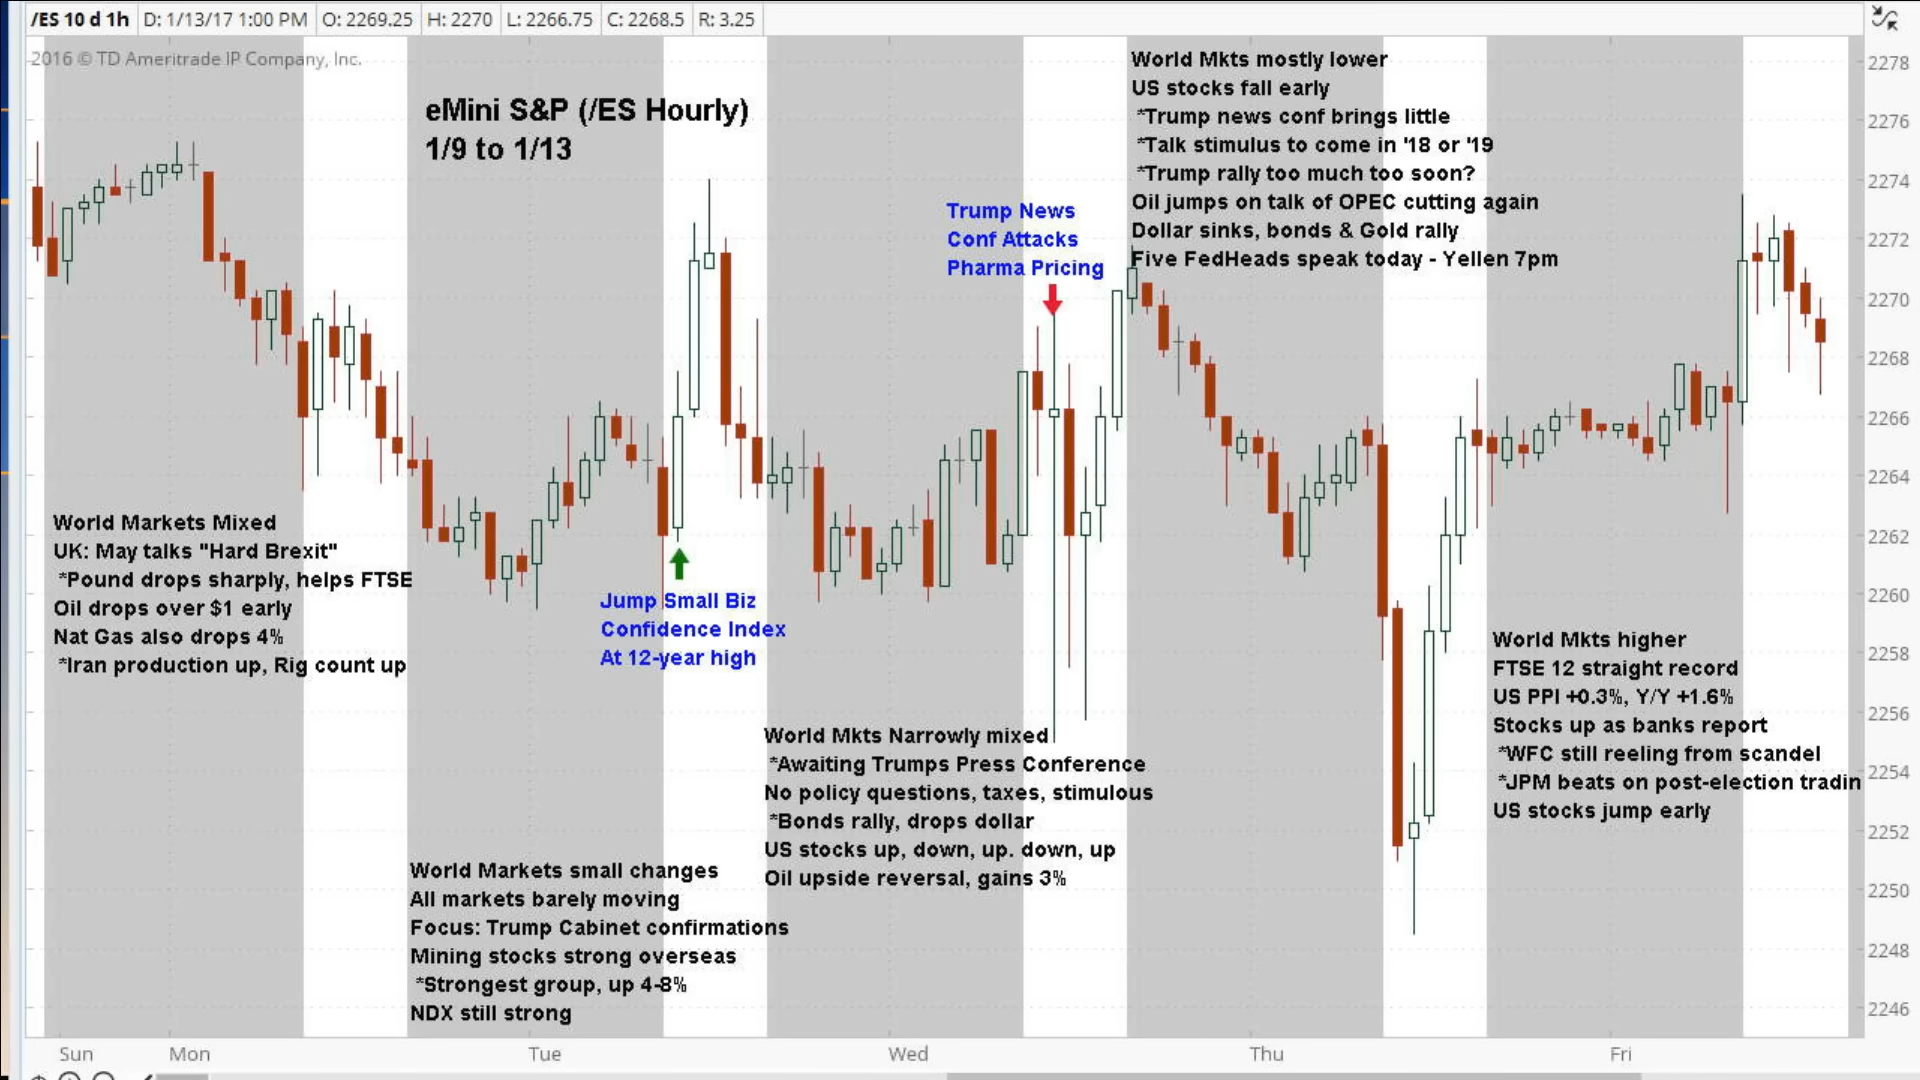 /ES 10 d 1h D: 1/13/17 1:00 PM O: 2269.25 H: 2270 L: 2266.75 C: 2268.5 R: 3.25
2016 © TD Ameritrade IP Company, Inc.
eMini S&P (/ES Hourly)
1/9 to 1/13
World Markets Mixed
UK: May talks "Hard Brexit"
*Pound drops sharply, helps FTSE
Oil drops over $1 early
Nat Gas also drops 4%
*Iran production up, Rig count up
Jump Small Biz
Confidence Index
At 12-year high
World Markets small changes
All markets barely moving
Focus: Trump Cabinet confirmations
Mining stocks strong overseas
*Strongest group, up 4-8%
NDX still strong
Trump News
Conf Attacks
Pharma Pricing
World Mkts Narrowly mixed
*Awaiting Trumps Press Conference
No policy questions, taxes, stimulous
*Bonds rally, drops dollar
US stocks up, down, up. down, up
Oil upside reversal, gains 3%
World Mkts mostly lower
US stocks fall early
*Trump news conf brings little
*Talk stimulus to come in '18 or '19
*Trump rally too much too soon?
Oil jumps on talk of OPEC cutting again
Dollar sinks, bonds & Gold rally
Five FedHeads speak today - Yellen 7pm
World Mkts higher
FTSE 12 straight record
US PPI +0.3%, Y/Y +1.6%
Stocks up as banks report
*WFC still reeling from scandel
*JPM beats on post-election tradin
US stocks jump early
2278
2276
2274
2272
2270
2268
2266
2264
2262
2260
2258
2256
2254
2252
2250
2248
2246
Sun Mon Tue Wed Thu Fri